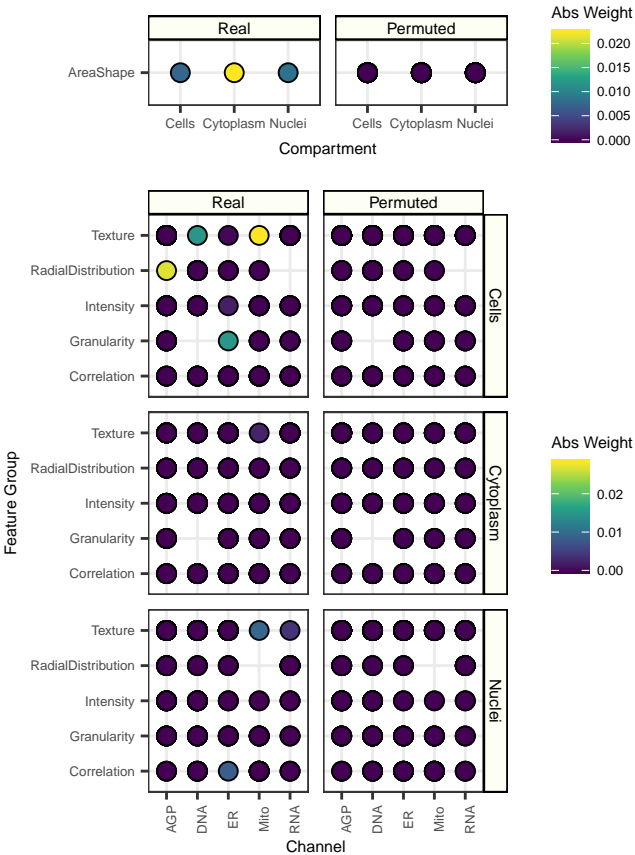 Real
Permuted
AreaShape
Cells
Cytoplasm
Nuclei
Cells
Cytoplasm
Nuclei
Compartment
Abs Weight
0.020
0.015
0.010
0.005
0.000
Real
Permuted
Texture
RadialDistribution
Intensity
Granularity
Correlation
Cells
Texture
RadialDistribution
Intensity
Granularity
Correlation
Cytoplasm
Texture
RadialDistribution
Intensity
Granularity
Correlation
Nuclei
AGP
DNA
ER
Mito
RNA
AGP
DNA
ER
Mito
RNA
Channel
Feature Group
Abs Weight
0.02
0.01
0.00